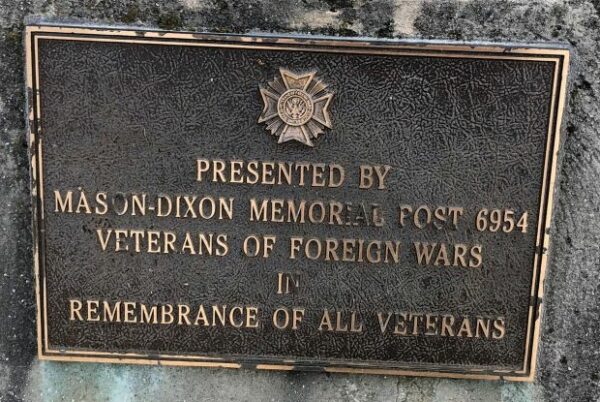 PRESENTED BY
MASON-DIXON MEMORIAL POST 6954
VETERANS OF FOREIGN WARS
IN
REMEMBRANCE OF ALL VETERANS